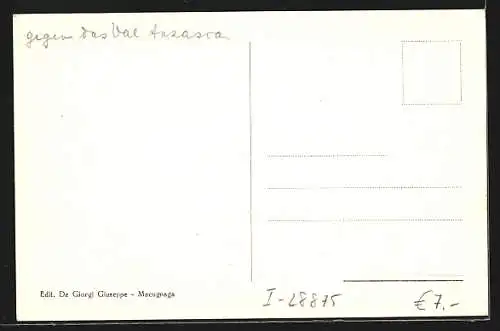 gegen das Val Anzasca
Edit. De Giorgi Giuseppe - Macugnaga
I-28875
€ 7,-